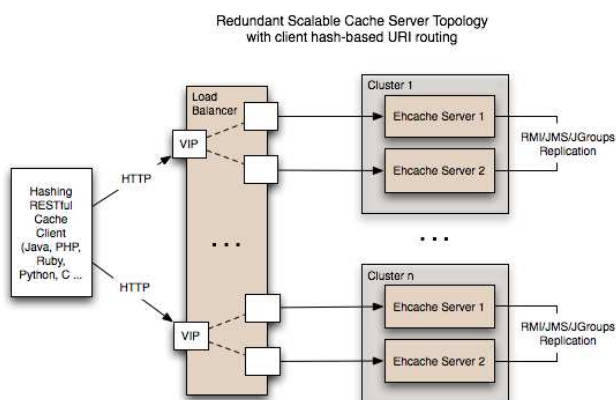 Redundant Scalable Cache Server Topology
with client hash-based URI routing
Load
Balancer
Cluster 1
Ehcache Server 1
RMI/JMS/JGroups
Replication
VIP
Ehcache Server 2
HTTP
Hashing
RESTful
Cache
Client
(Java, PHP,
Ruby,
Python, C ...
...
...
HTTP
Cluster n
Ehcache Server 1
VIP
RMI/JMS/JGroups
Replication
Ehcache Server 2